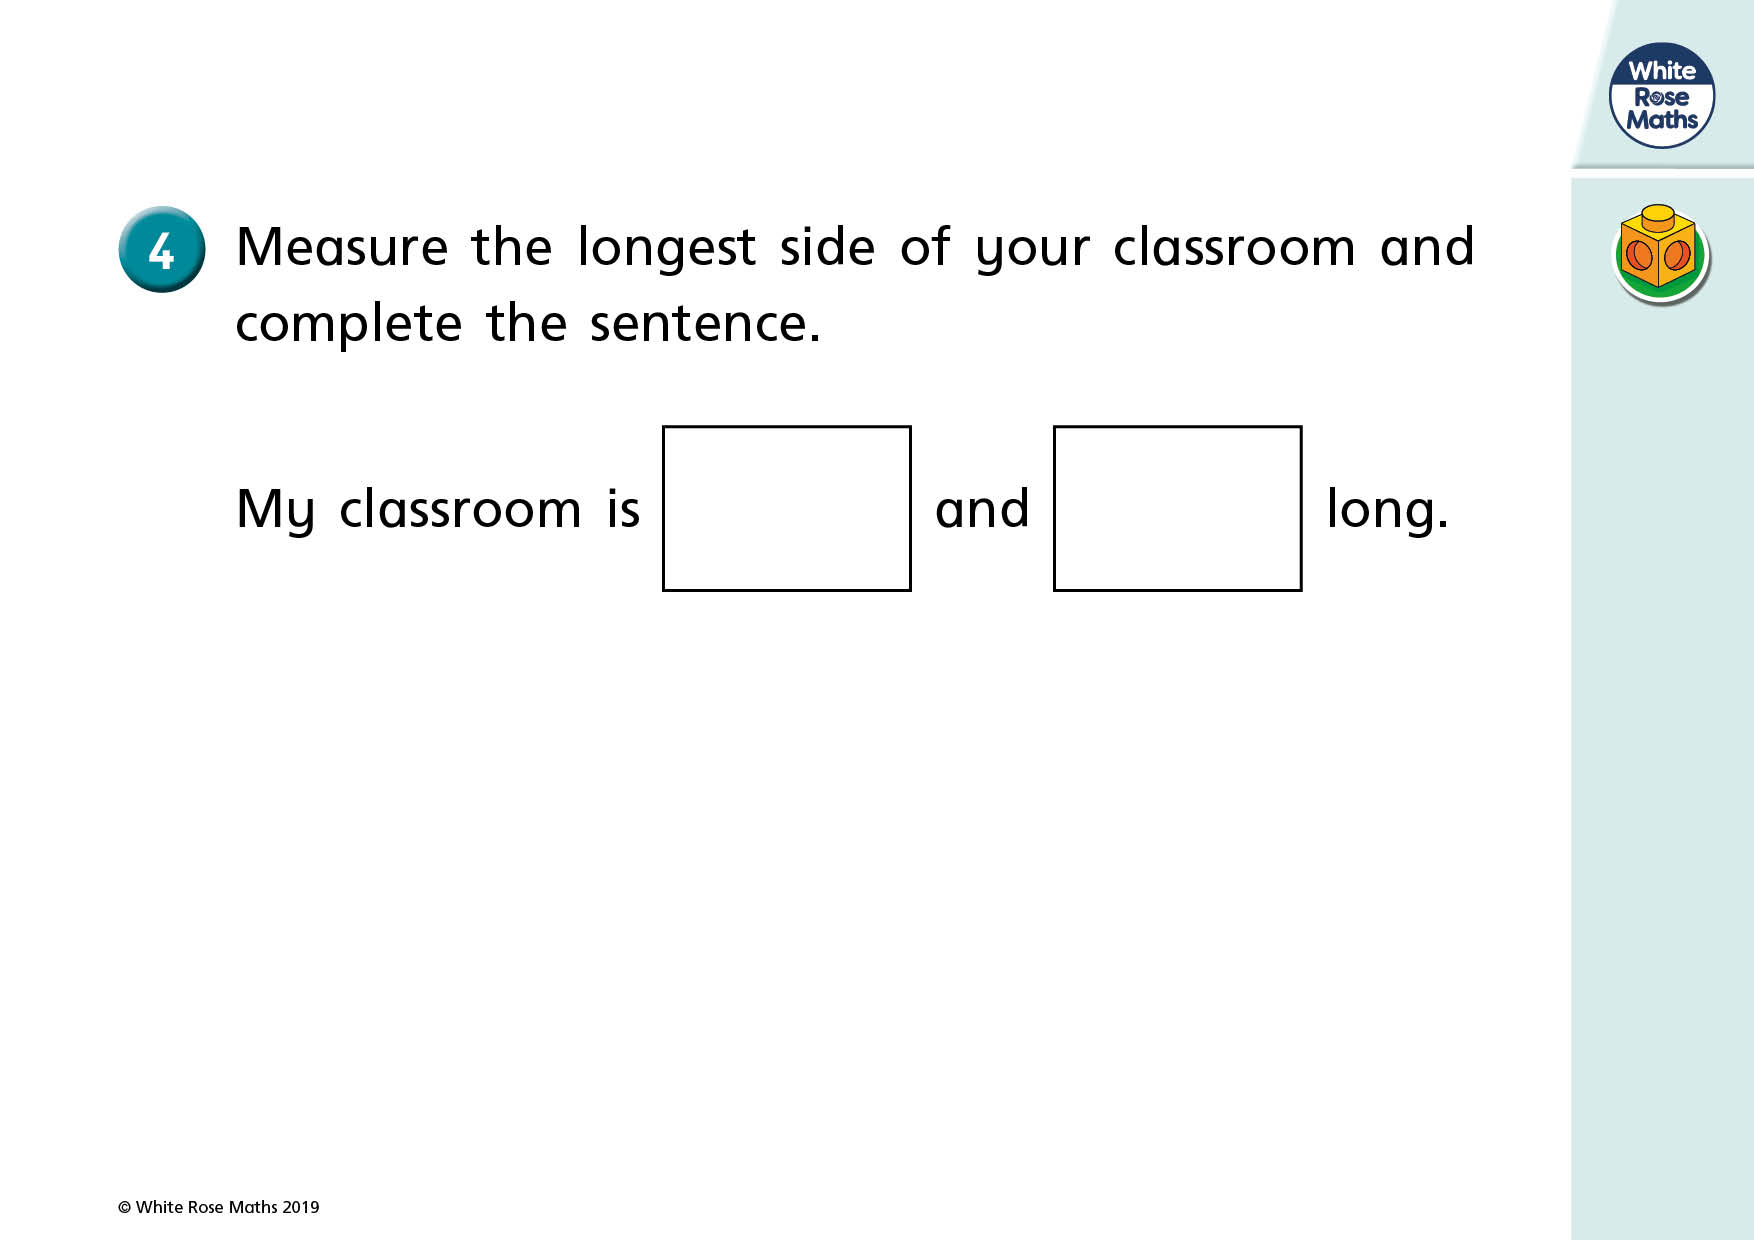 White
Rose
Maths
4 Measure the longest side of your classroom and
complete the sentence.
My classroom is and long.
© White Rose Maths 2019